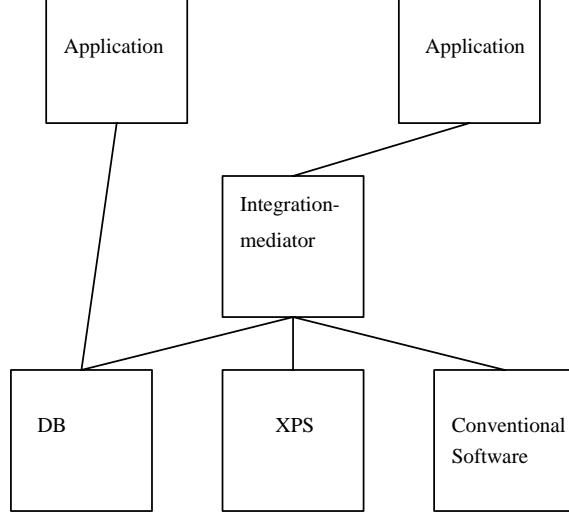 Application
Application
Integration-
mediator
DB
XPS
Conventional
Software